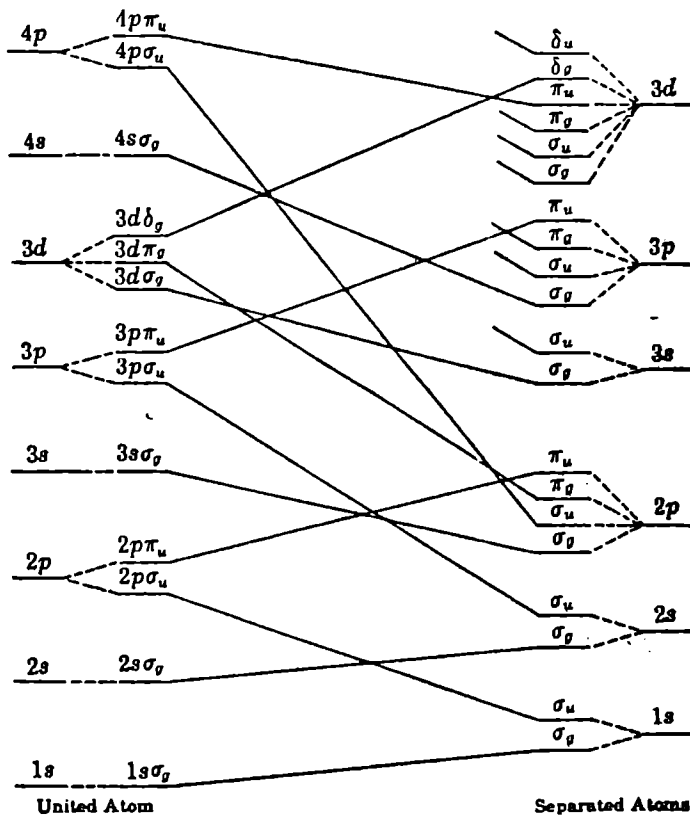 4p
4pπᵤ
4pσᵤ
4s
4sσg
3d
3dδg
3dπg
3dσg
3p
3pπᵤ
3pσᵤ
3s
3sσg
2p
2pπᵤ
2pσᵤ
2s
2sσg
1s
1sσg
United Atom
δᵤ
δg
πᵤ
πg
σᵤ
σg
3d
πᵤ
πg
σᵤ
σg
3p
σᵤ
σg
3s
πᵤ
πg
σᵤ
σg
2p
σᵤ
σg
2s
σᵤ
σg
1s
Separated Atoms